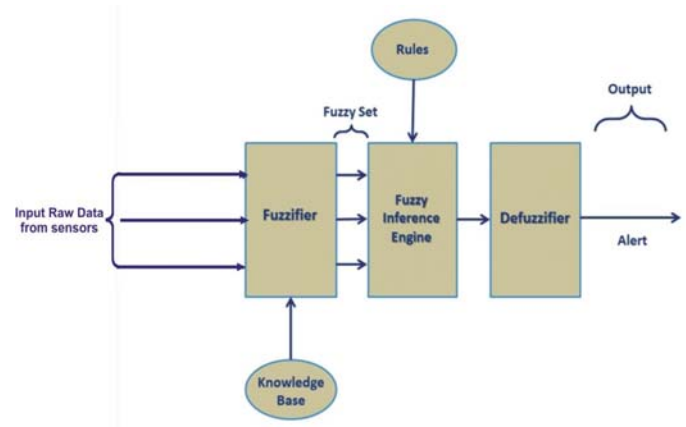 Rules
Output
Fuzzy Set
Input Raw Data
from sensors
Fuzzifier
Fuzzy
Inference
Engine
Defuzzifier
Alert
Knowledge
Base